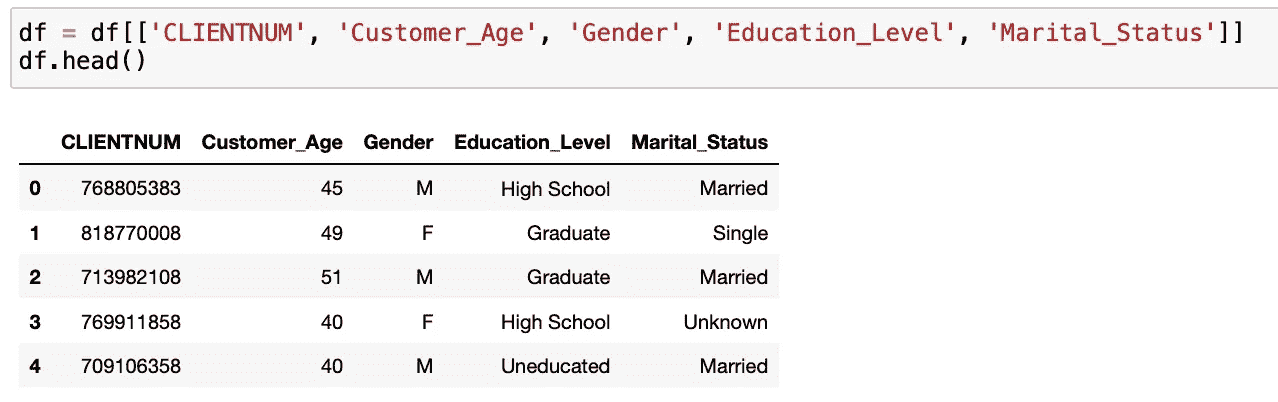 df = df[['CLIENTNUM', 'Customer_Age', 'Gender', 'Education_Level', 'Marital_Status']]
df.head()
CLIENTNUM Customer_Age Gender Education_Level Marital_Status
0 768805383 45 M High School Married
1 818770008 49 F Graduate Single
2 713982108 51 M Graduate Married
3 769911858 40 F High School Unknown
4 709106358 40 M Uneducated Married